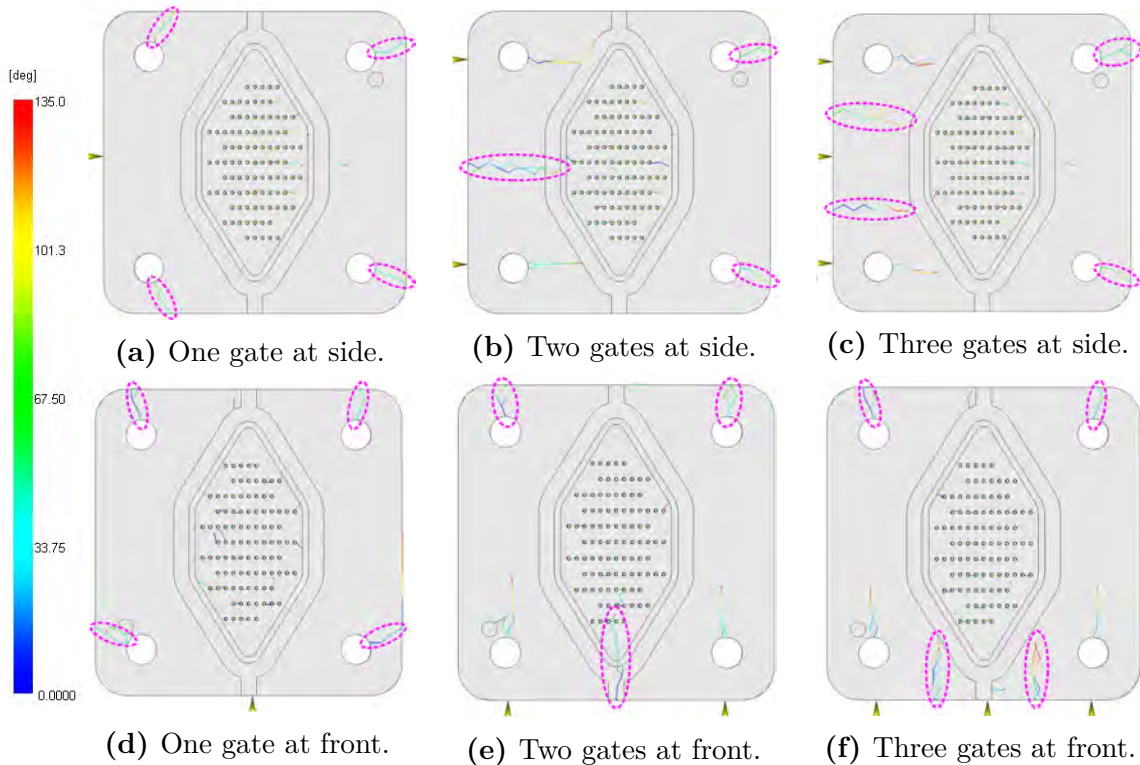 [deg]
135.0
101.3
67.50
33.75
0.0000
(a) One gate at side.
(b) Two gates at side.
(c) Three gates at side.
(d) One gate at front.
(e) Two gates at front.
(f) Three gates at front.